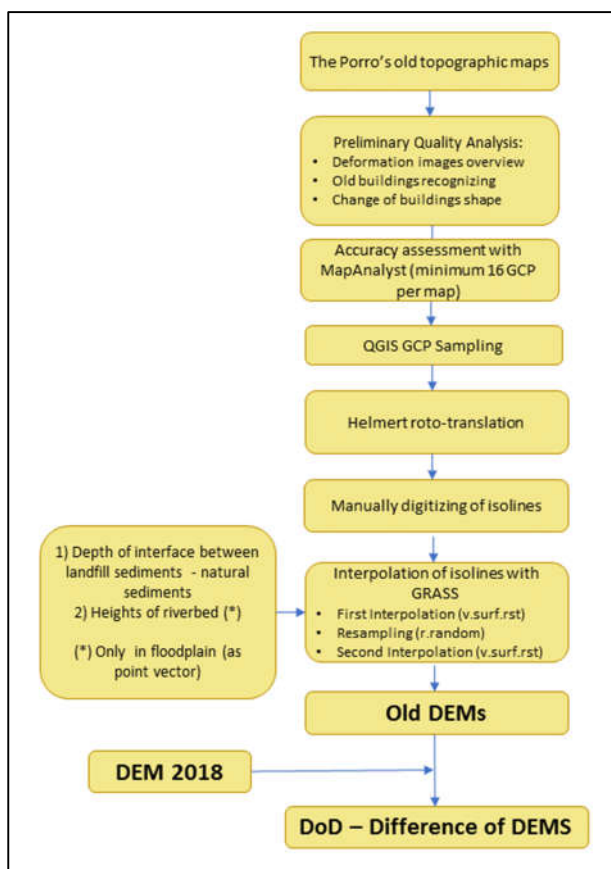 The Porro's old topographic maps
Preliminary Quality Analysis:
• Deformation images overview
• Old buildings recognizing
• Change of buildings shape
Accuracy assessment with
MapAnalyst (minimum 16 GCP
per map)
QGIS GCP Sampling
Helmert roto-translation
Manually digitizing of isolines
1) Depth of interface between
landfill sediments - natural
sediments
2) Heights of riverbed (*)
(*) Only in floodplain (as
point vector)
Interpolation of isolines with
GRASS
• First Interpolation (v.surf.rst)
• Resampling (r.random)
• Second Interpolation (v.surf.rst)
Old DEMs
DEM 2018
DoD – Difference of DEMS